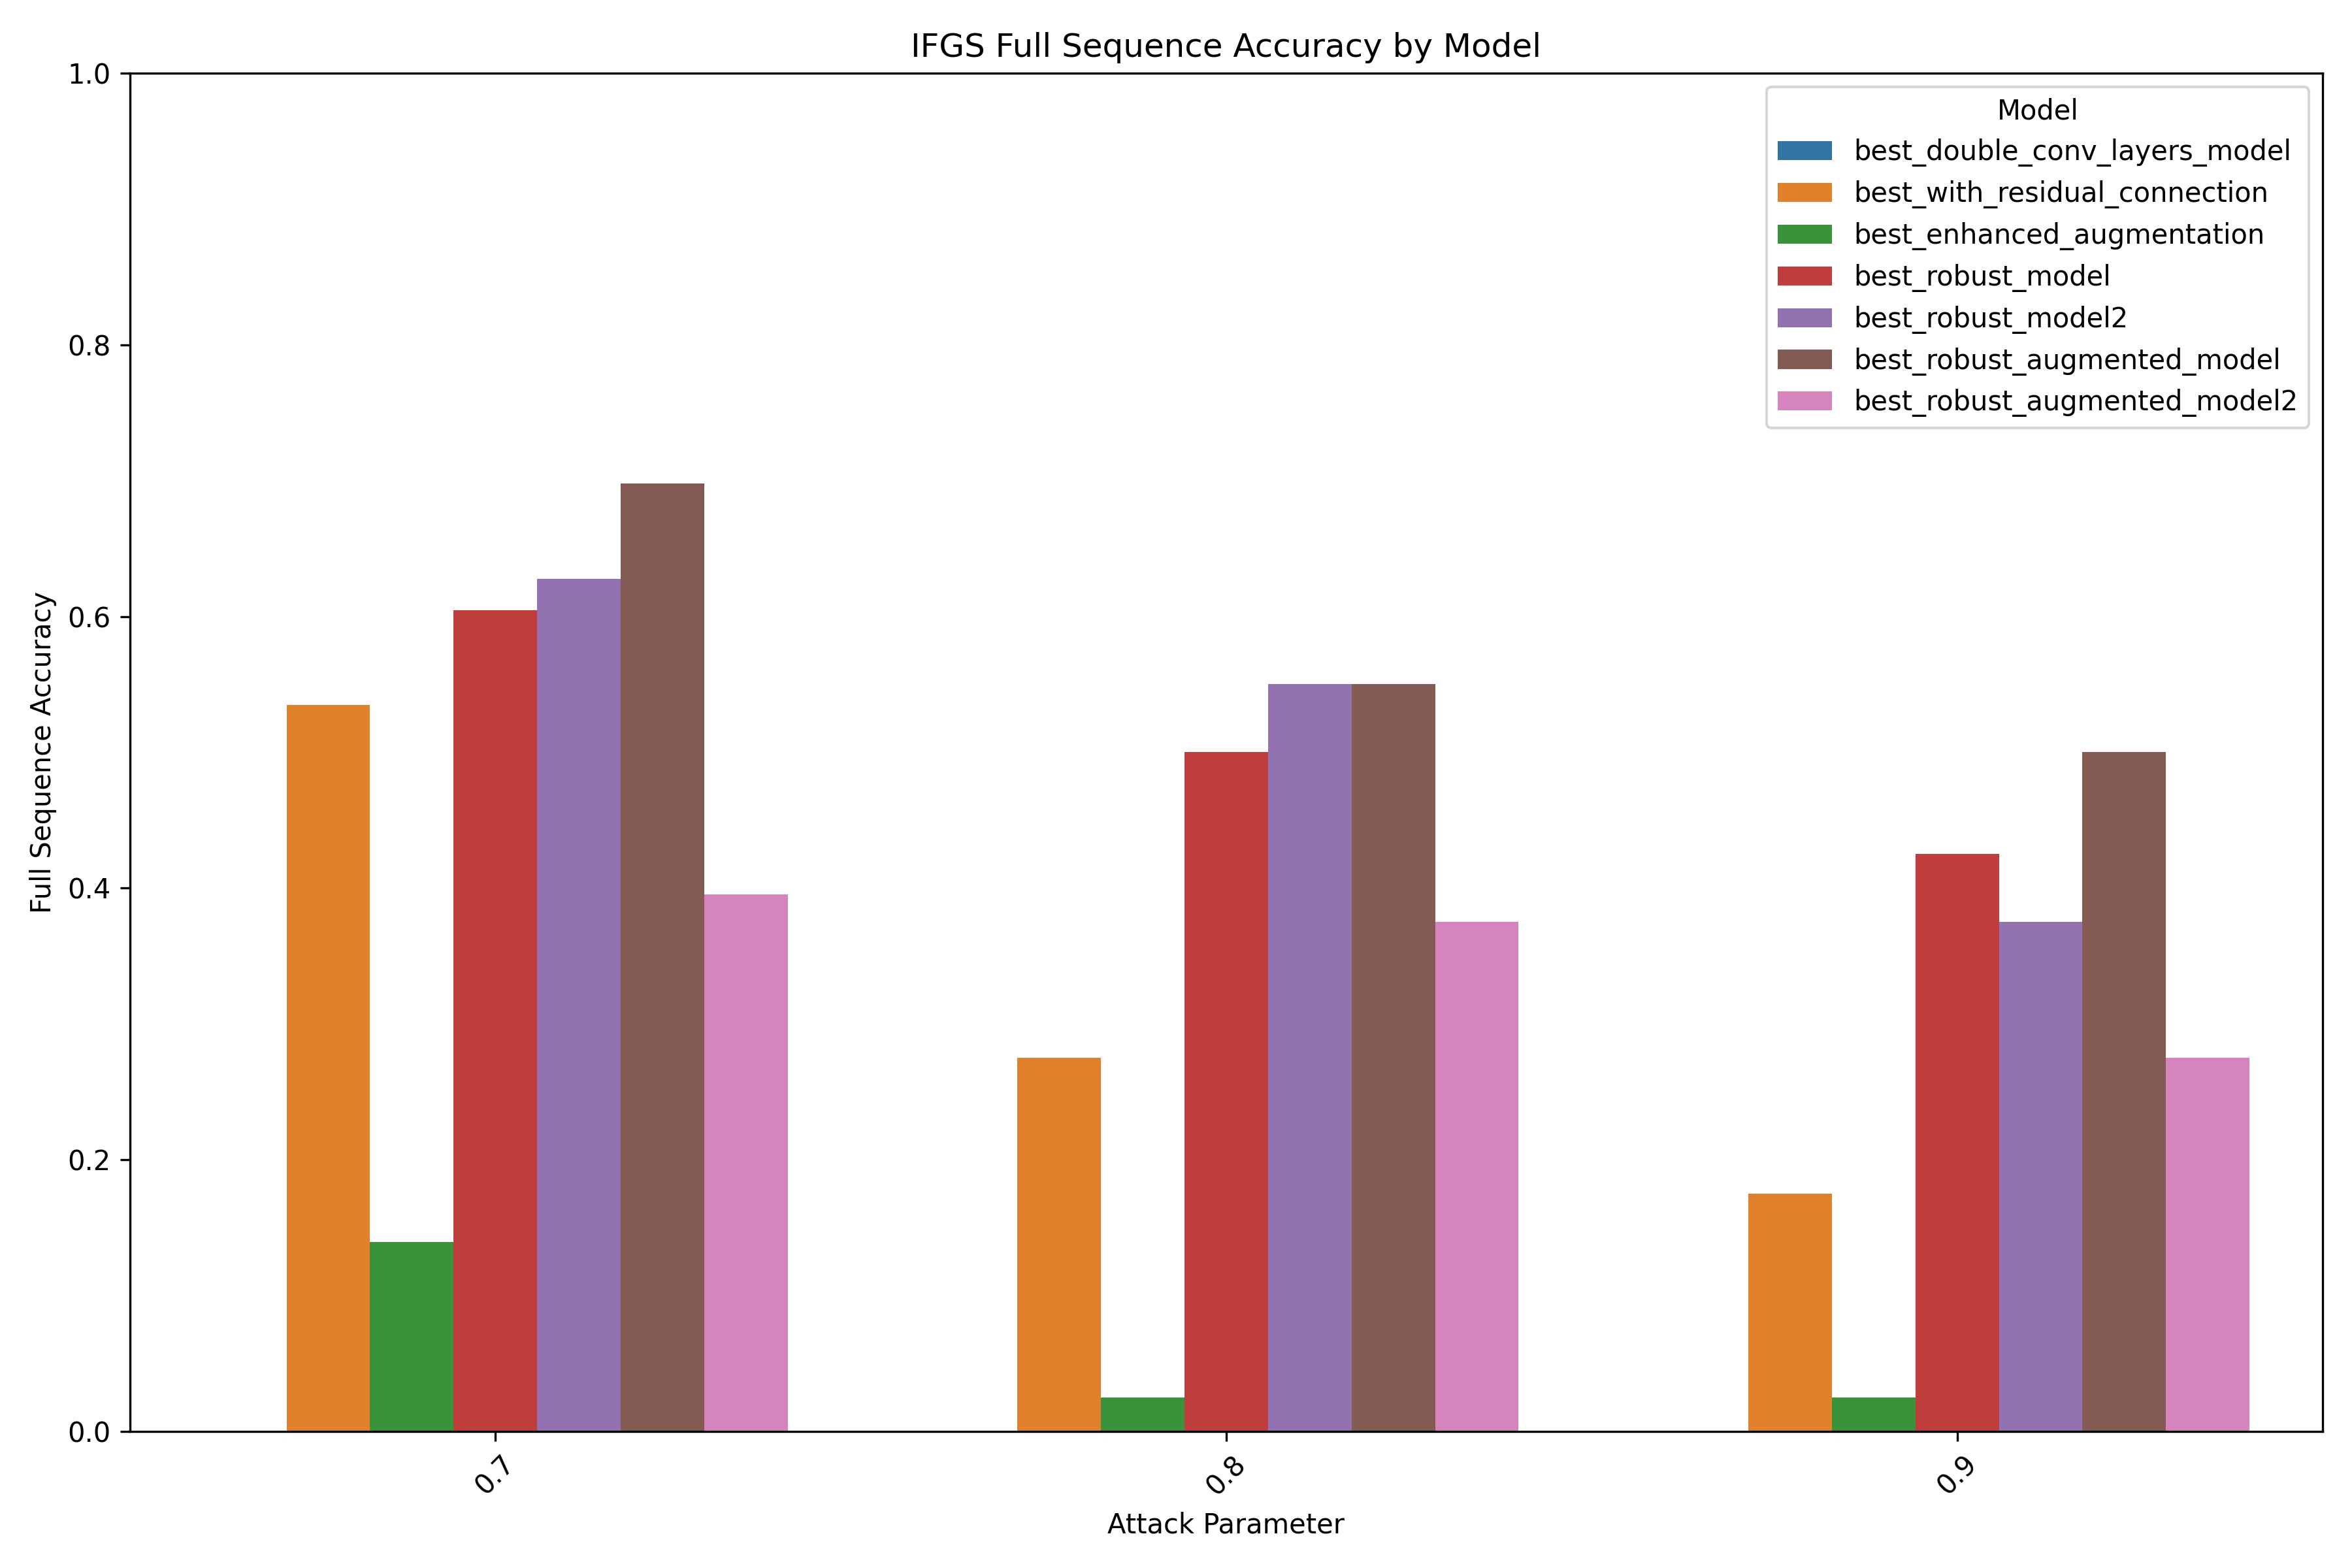 IFGS Full Sequence Accuracy by Model
1.0
0.8
0.6
0.4
0.2
0.0
Full Sequence Accuracy
Model
best_double_conv_layers_model
best_with_residual_connection
best_enhanced_augmentation
best_robust_model
best_robust_model2
best_robust_augmented_model
best_robust_augmented_model2
0.7
0.8
0.9
Attack Parameter